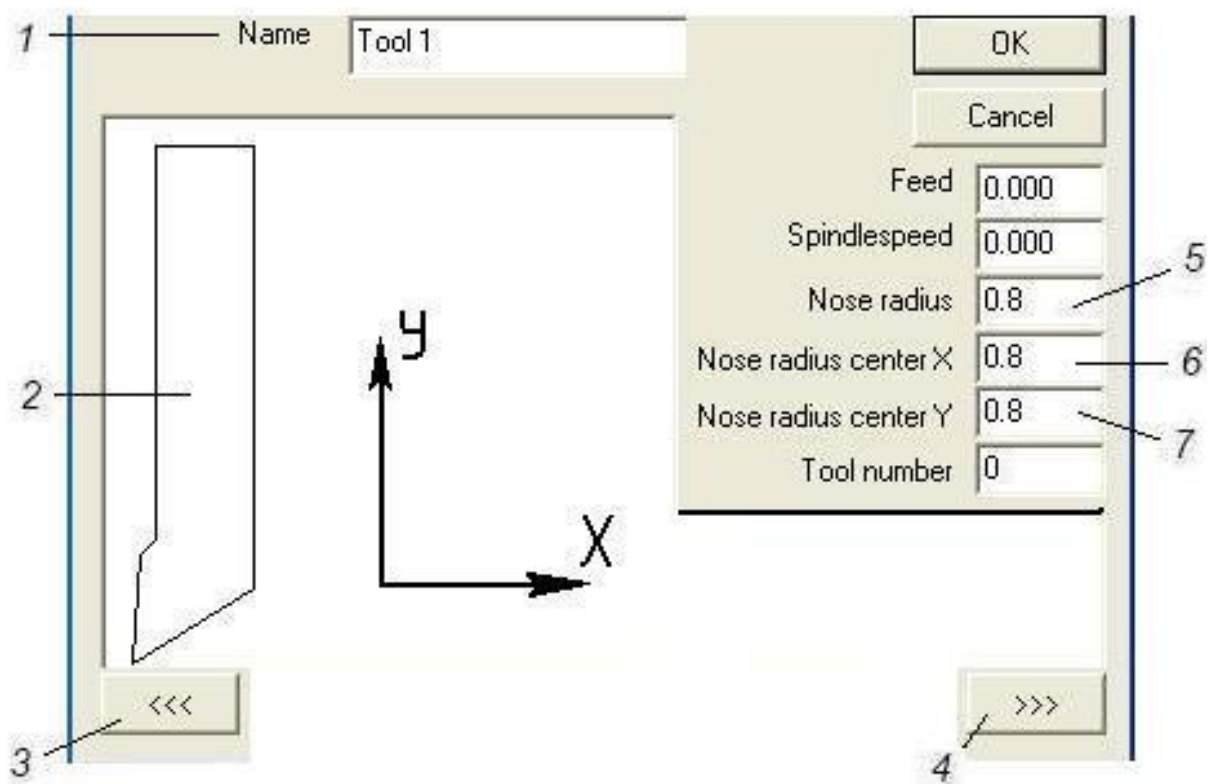 1 Name Tool 1 OK
Cancel
Feed 0.000
Spindlespeed 0.000
5
Nose radius 0.8
Nose radius center X 0.8 6
Nose radius center Y 0.8
7
Tool number 0
2
y
X
<<< >>>
3 4